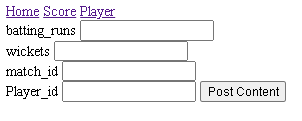 Home Score Player
batting_runs
wickets
match_id
Player_id Post Content